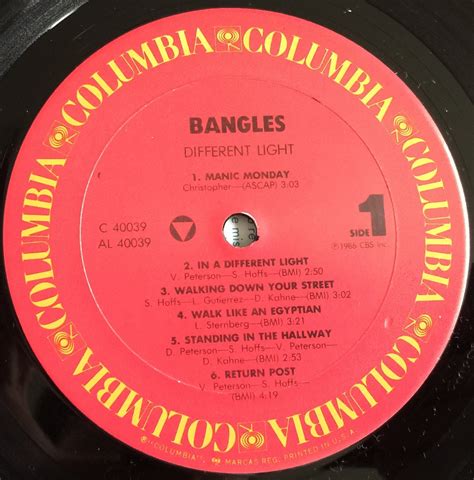 COLUMBIA COLUMBIA COLUMBIA COLUMBIA COLUMBIA COLUMBIA
BANGLES
DIFFERENT LIGHT
1. MANIC MONDAY
Christopher—(ASCAP) 3:03
C 40039
AL 40039
SIDE 1
℗1986 CBS Inc.
2. IN A DIFFERENT LIGHT
V. Peterson—S. Hoffs—(BMI) 2:50
3. WALKING DOWN YOUR STREET
S. Hoffs—L. Gutierrez—D. Kahne—(BMI) 3:02
4. WALK LIKE AN EGYPTIAN
L. Sternberg—(BMI) 3:21
5. STANDING IN THE HALLWAY
D. Peterson—S. Hoffs—V. Peterson—
D. Kahne—(BMI) 2:53
6. RETURN POST
V. Peterson—S. Hoffs—
(BMI) 4:19
MARCAS REG. PRINTED IN U.S.A.